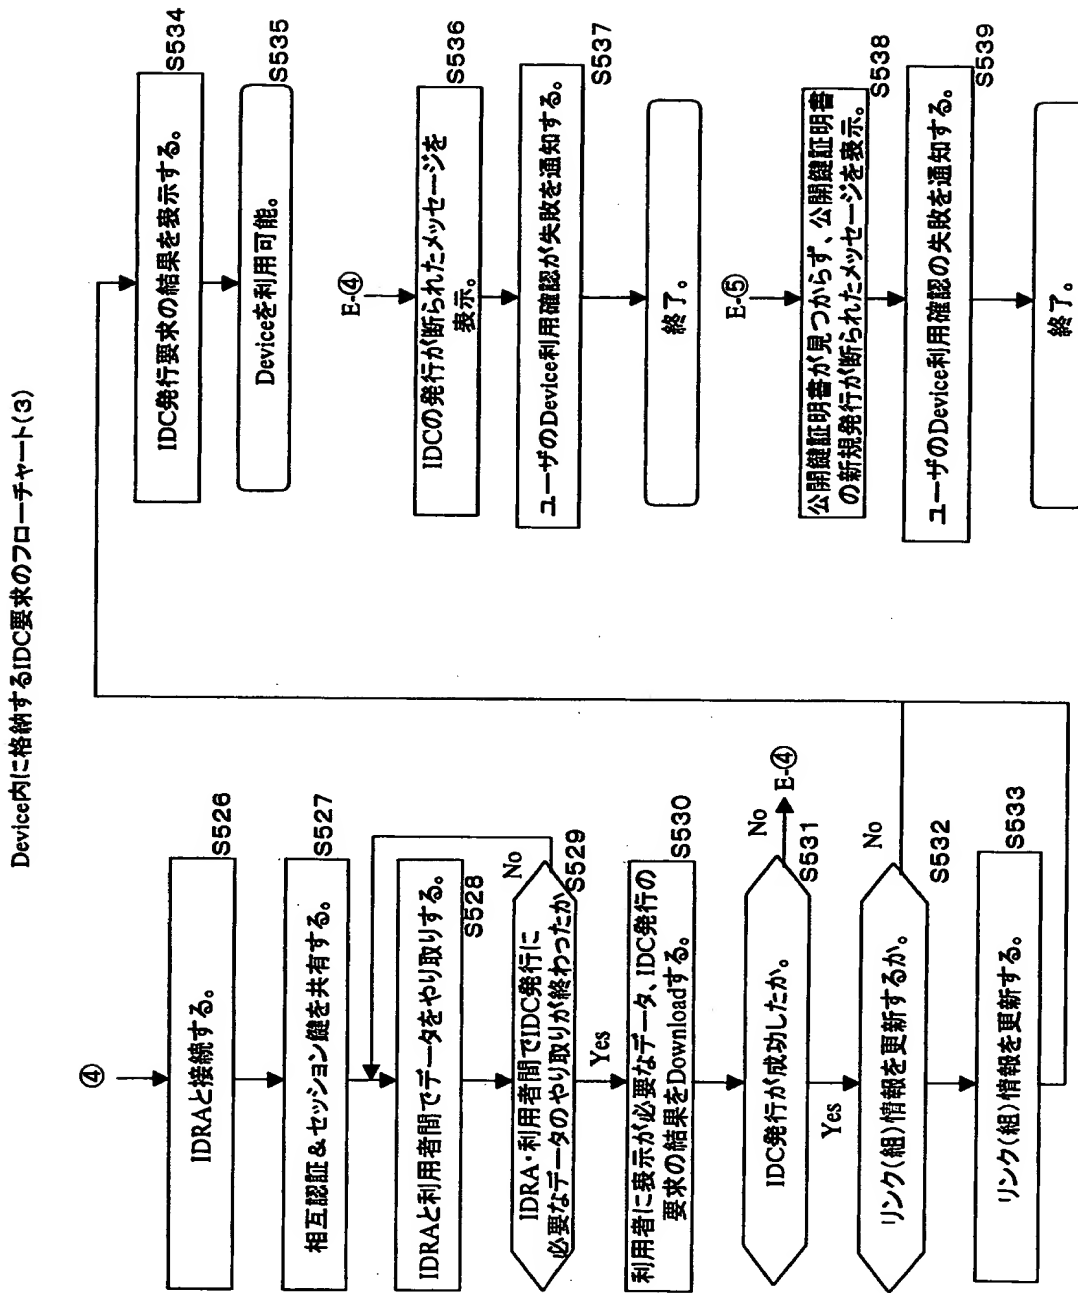 Device内に格納するIDC要求のフローチャート(3)
④
IDRAと接続する。
S526
相互認証&セッション鍵を共有する。
S527
IDRAと利用者間でデータをやり取りする。
S528
IDRA・利用者間でIDC発行に
必要なデータのやり取りが終わったか
No
S529
Yes
利用者に表示が必要なデータ、IDC発行の
要求の結果をDownloadする。
S530
IDC発行が成功したか。
No
E-④
S531
Yes
リンク(組)情報を更新するか。
No
S532
リンク(組)情報を更新する。
S533
IDC発行要求の結果を表示する。
S534
Deviceを利用可能。
S535
E-④
IDCの発行が断られたメッセージを
表示。
S536
ユーザのDevice利用確認が失敗を通知する。
S537
終了。
E-⑤
公開鍵証明書が見つからず、公開鍵証明書
の新規発行が断られたメッセージを表示。
S538
ユーザのDevice利用確認の失敗を通知する。
S539
終了。